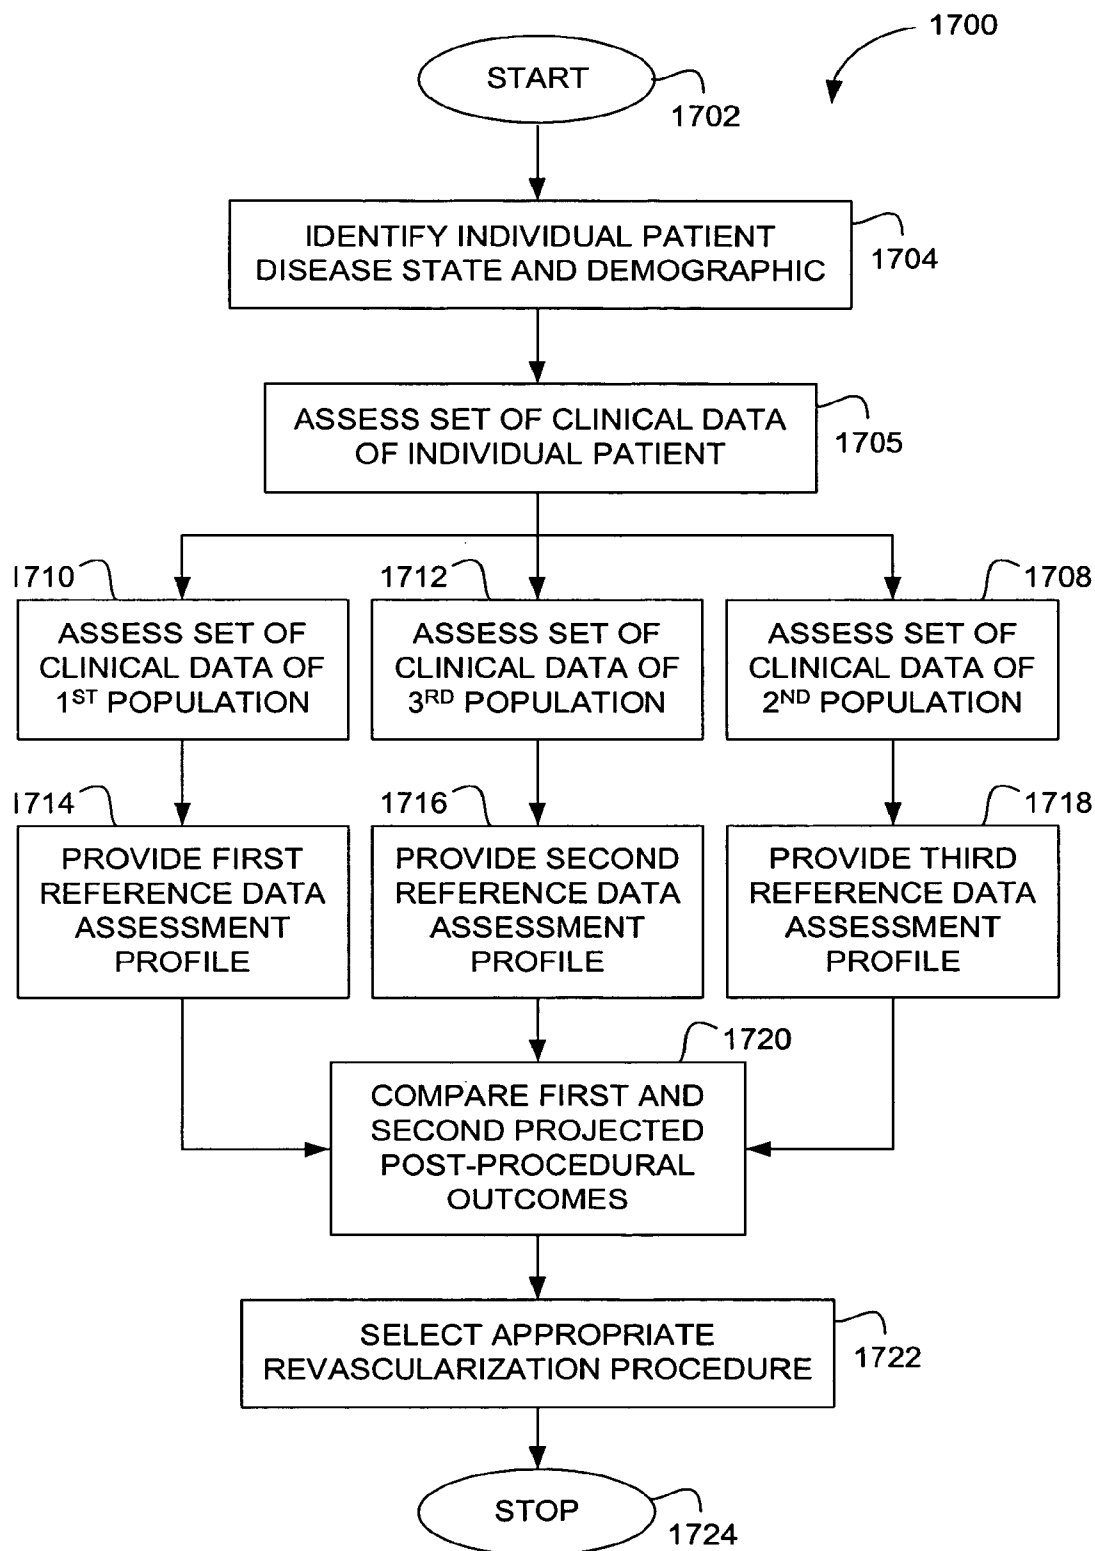 1700
START
1702
IDENTIFY INDIVIDUAL PATIENT
DISEASE STATE AND DEMOGRAPHIC
1704
ASSESS SET OF CLINICAL DATA
OF INDIVIDUAL PATIENT
1705
1710
ASSESS SET OF
CLINICAL DATA OF
1ST POPULATION
1712
ASSESS SET OF
CLINICAL DATA OF
3RD POPULATION
1708
ASSESS SET OF
CLINICAL DATA OF
2ND POPULATION
1714
PROVIDE FIRST
REFERENCE DATA
ASSESSMENT
PROFILE
1716
PROVIDE SECOND
REFERENCE DATA
ASSESSMENT
PROFILE
1718
PROVIDE THIRD
REFERENCE DATA
ASSESSMENT
PROFILE
1720
COMPARE FIRST AND
SECOND PROJECTED
POST-PROCEDURAL
OUTCOMES
SELECT APPROPRIATE
REVASCULARIZATION PROCEDURE
1722
STOP
1724